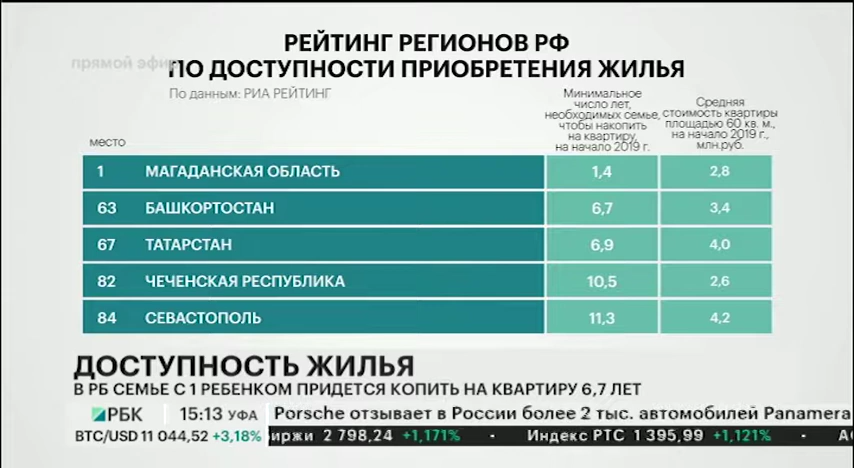 РЕЙТИНГ РЕГИОНОВ РФ
прямой эфир
ПО ДОСТУПНОСТИ ПРИОБРЕТЕНИЯ ЖИЛЬЯ
По данным: РИА РЕЙТИНГ
место
Минимальное
число лет,
необходимых семье,
чтобы накопить
на квартиру,
на начало 2019 г.
Средняя
стоимость квартиры
площадью 60 кв. м.,
на начало 2019 г.,
млн.руб.
1 МАГАДАНСКАЯ ОБЛАСТЬ 1,4 2,8
63 БАШКОРТОСТАН 6,7 3,4
67 ТАТАРСТАН 6,9 4,0
82 ЧЕЧЕНСКАЯ РЕСПУБЛИКА 10,5 2,6
84 СЕВАСТОПОЛЬ 11,3 4,2
ДОСТУПНОСТЬ ЖИЛЬЯ
В РБ СЕМЬЕ С 1 РЕБЕНКОМ ПРИДЕТСЯ КОПИТЬ НА КВАРТИРУ 6,7 ЛЕТ
РБК 15:13 УФА Porsche отзывает в России более 2 тыс. автомобилей Panamera
BTC/USD 11 044,52 +3,18% иржи 2 798,24 +1,171% · Индекс РТС 1 395,99 +1,121% ·